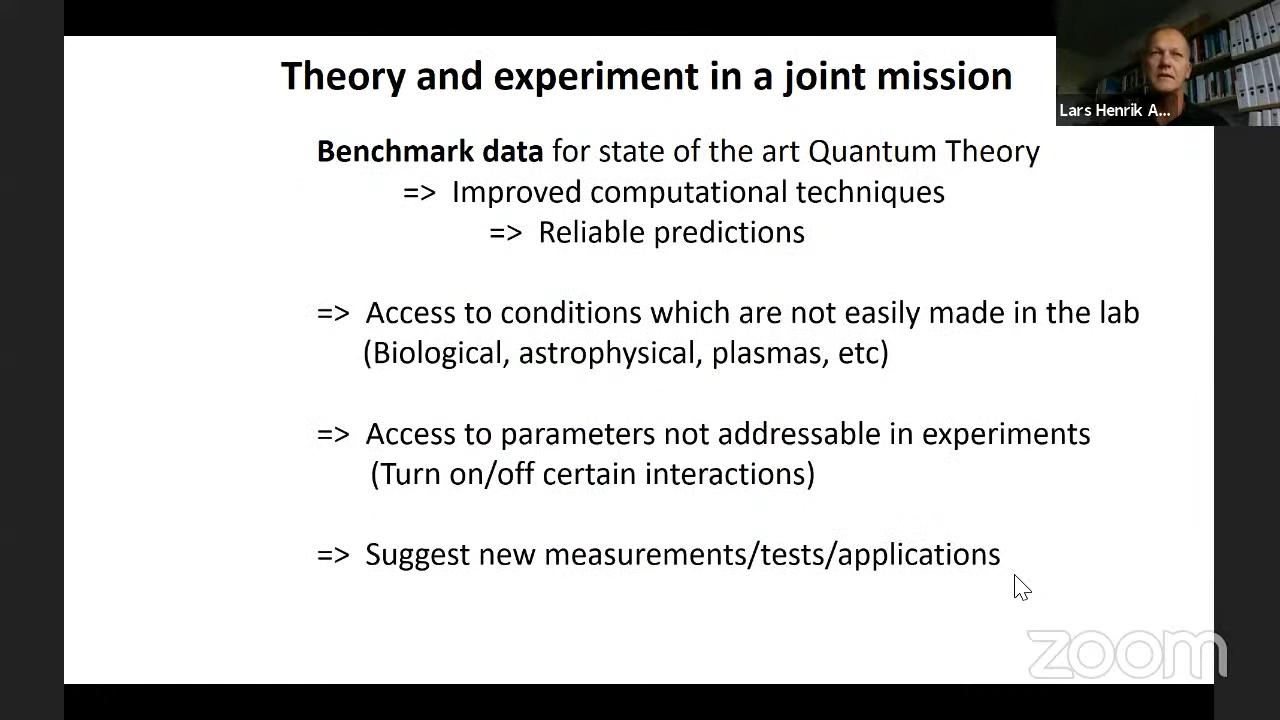 Theory and experiment in a joint mission
Lars Henrik A...
Benchmark data for state of the art Quantum Theory
=> Improved computational techniques
=> Reliable predictions
=> Access to conditions which are not easily made in the lab
(Biological, astrophysical, plasmas, etc)
=> Access to parameters not addressable in experiments
(Turn on/off certain interactions)
=> Suggest new measurements/tests/applications
zoom